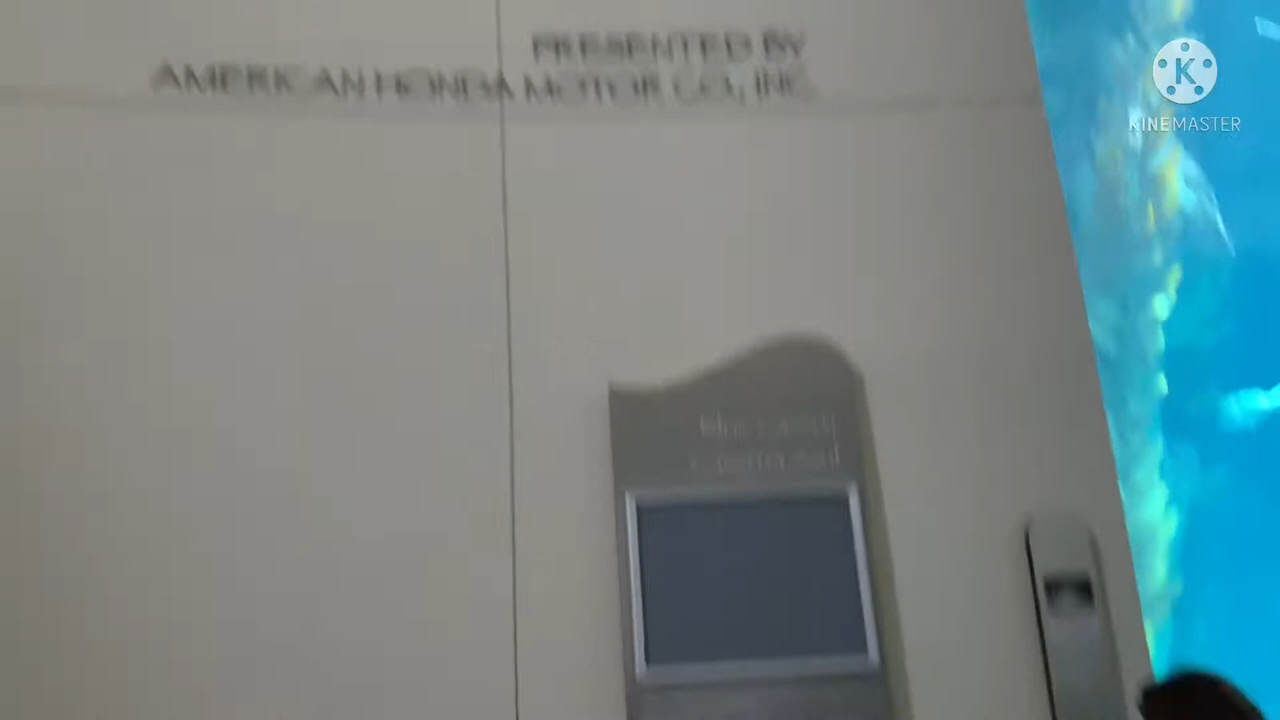 PRESENTED BY
AMERICAN HONDA MOTOR CO., INC.
K
KINEMASTER